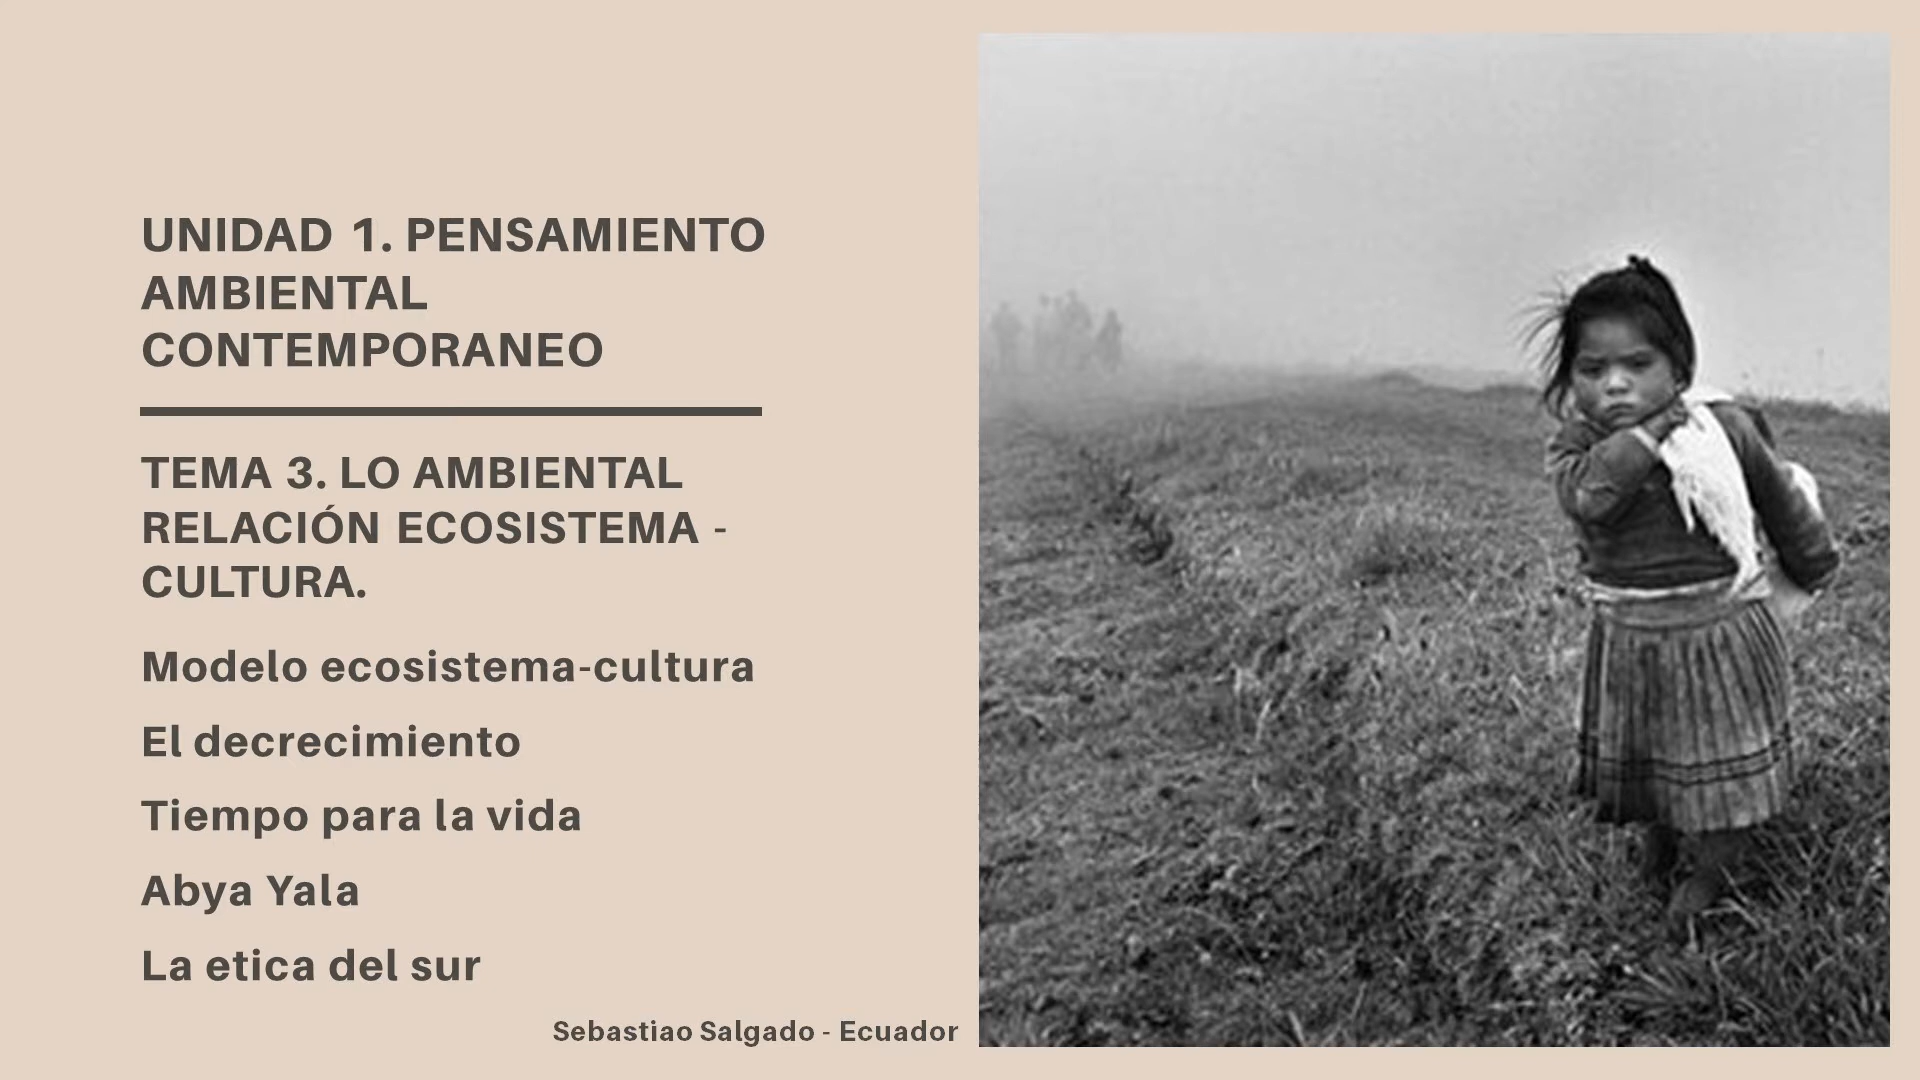 UNIDAD 1. PENSAMIENTO
AMBIENTAL
CONTEMPORANEO
TEMA 3. LO AMBIENTAL
RELACIÓN ECOSISTEMA -
CULTURA.
Modelo ecosistema-cultura
El decrecimiento
Tiempo para la vida
Abya Yala
La etica del sur
Sebastiao Salgado - Ecuador